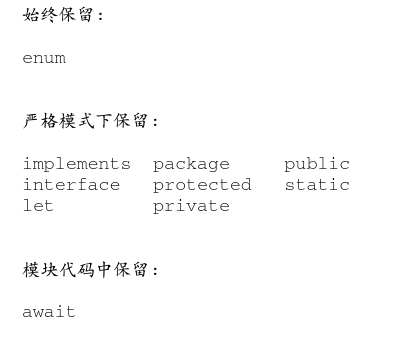 始终保留：
enum
严格模式下保留：
implements package public
interface protected static
let private
模块代码中保留：
await